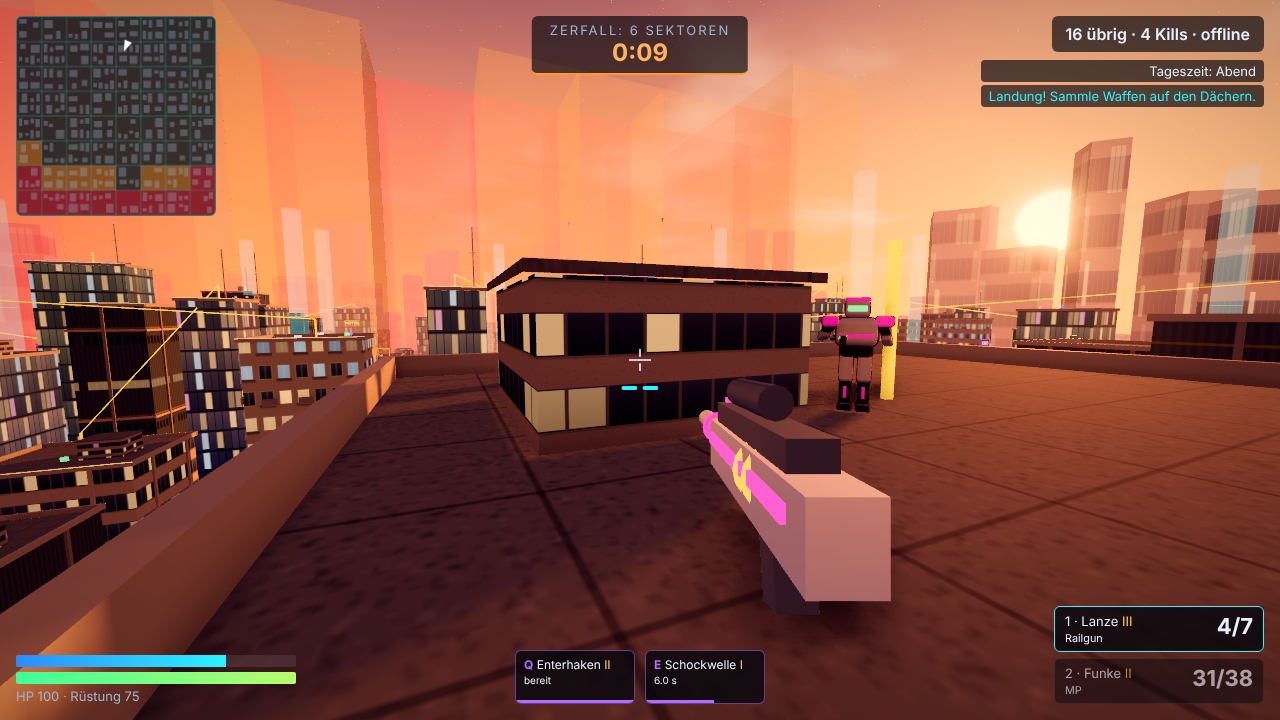 ZERFALL: 6 SEKTOREN
0:09
16 übrig · 4 Kills · offline
Tageszeit: Abend
Landung! Sammle Waffen auf den Dächern.
HP 100 · Rüstung 75
Q Enterhaken II
bereit
E Schockwelle I
6.0 s
1 · Lanze III
Railgun
4/7
2 · Funke II
MP
31/38